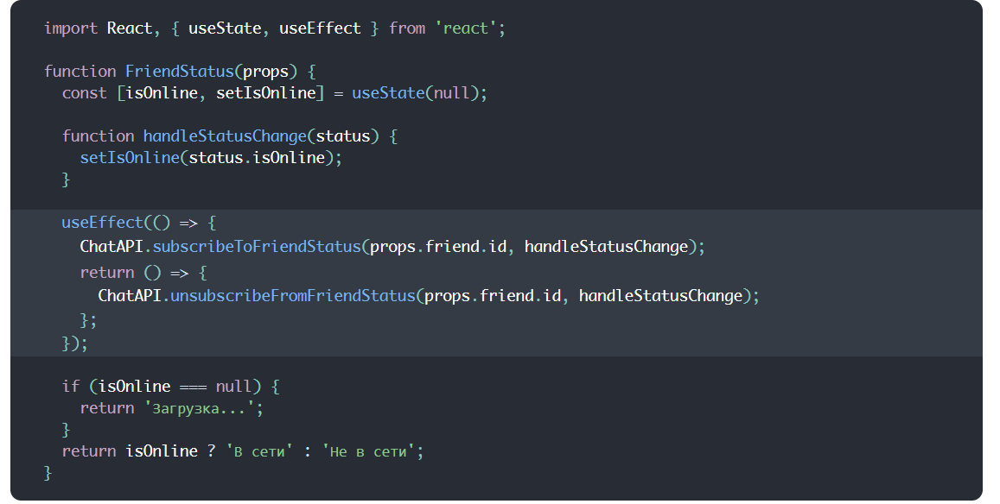 import React, { useState, useEffect } from 'react';
function FriendStatus(props) {
const [isOnline, setIsOnline] = useState(null);
function handleStatusChange(status) {
setIsOnline(status.isOnline);
}
useEffect(() => {
ChatAPI.subscribeToFriendStatus(props.friend.id, handleStatusChange);
return () => {
ChatAPI.unsubscribeFromFriendStatus(props.friend.id, handleStatusChange);
};
});
if (isOnline === null) {
return 'Загрузка...';
}
return isOnline ? 'В сети' : 'Не в сети';
}